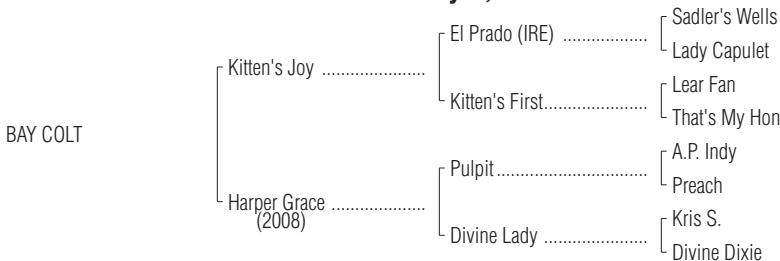 Sadler's Wells
El Prado (IRE) ..................
Lady Capulet
Kitten's Joy ......................
Lear Fan
Kitten's First......................
That's My Hon
BAY COLT
A.P. Indy
Pulpit................................
Preach
Harper Grace ....................
(2008)
Kris S.
Divine Lady ......................
Divine Dixie